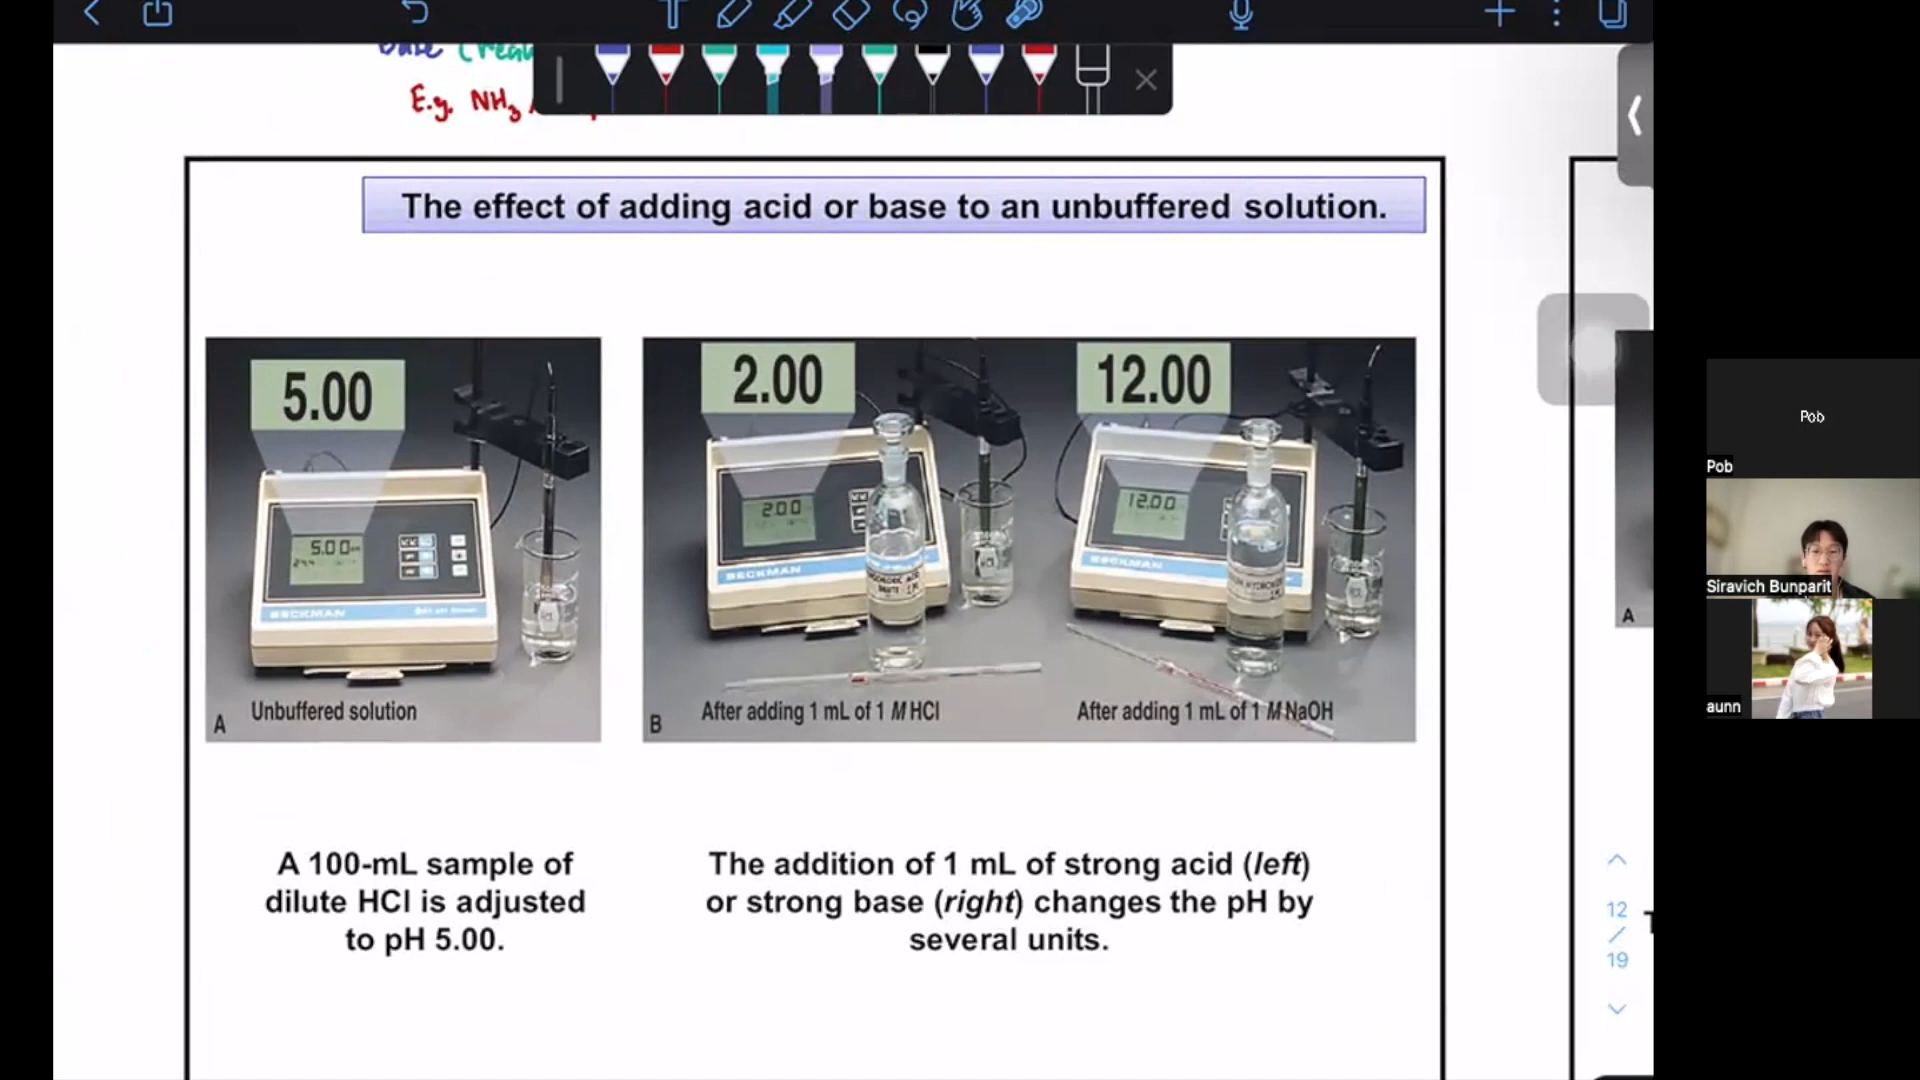 E.g. NH3
The effect of adding acid or base to an unbuffered solution.
5.00
5.00
BECKMAN
A
Unbuffered solution
2.00
2.00
BECKMAN
B
After adding 1 mL of 1 M HCl
12.00
12.00
BECKMAN
After adding 1 mL of 1 M NaOH
A 100-mL sample of
dilute HCl is adjusted
to pH 5.00.
The addition of 1 mL of strong acid (left)
or strong base (right) changes the pH by
several units.
A
12
/
19
Pob
Pob
Siravich Bunparit
aunn